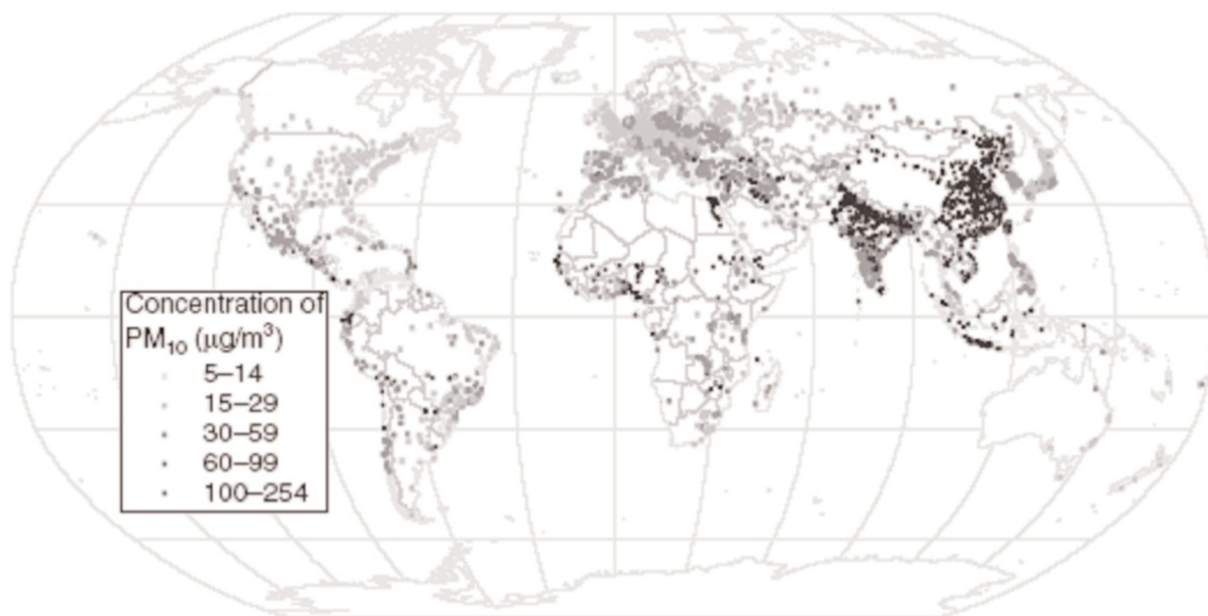 Concentration of
PM₁₀ (μg/m³)
5–14
15–29
30–59
60–99
100–254